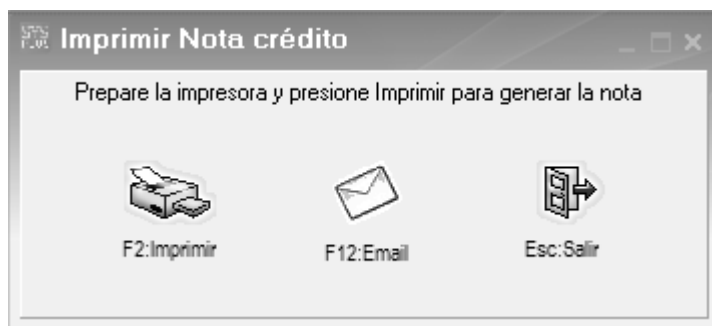 Imprimir Nota crédito
Prepare la impresora y presione Imprimir para generar la nota
F2:Imprimir F12:Email Esc:Salir